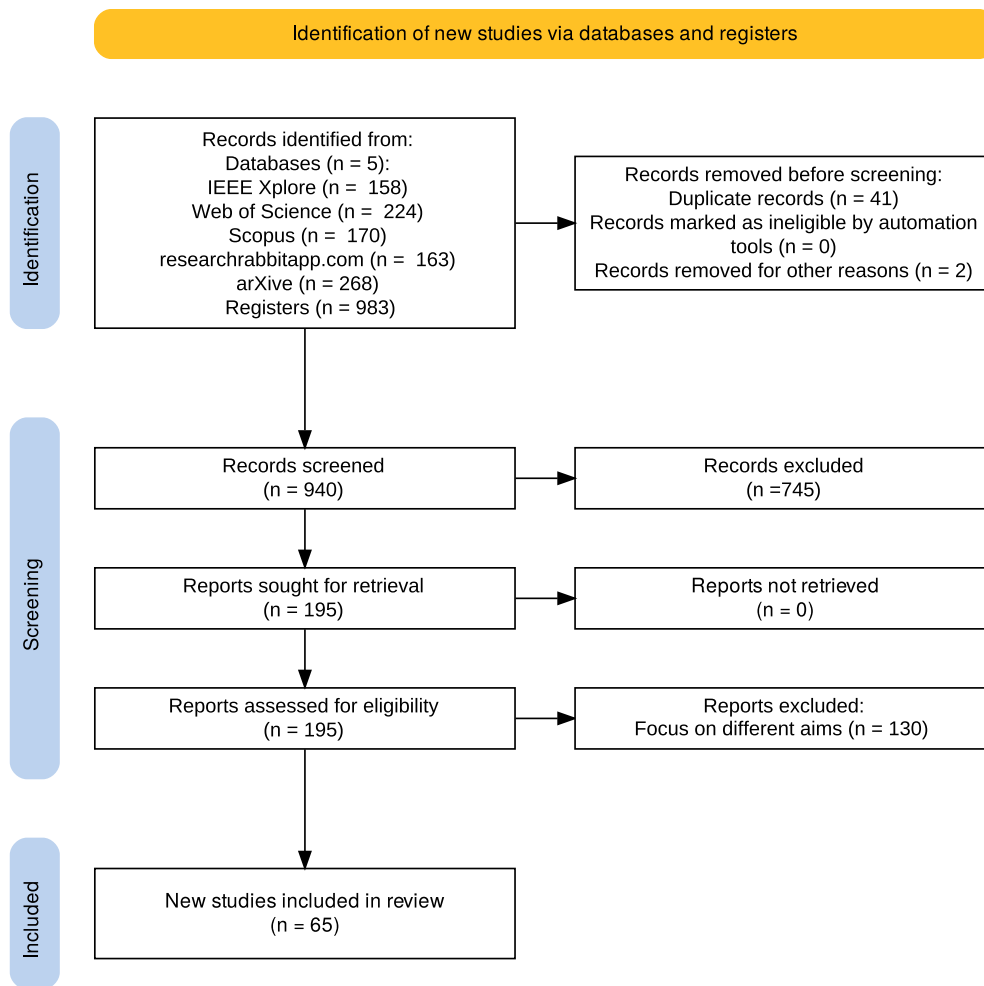 Identification of new studies via databases and registers
Identification
Records identified from:
Databases (n = 5):
IEEE Xplore (n =  158)
Web of Science (n =  224)
Scopus (n =  170)
researchrabbitapp.com (n =  163)
arXive (n = 268)
Registers (n = 983)
Records removed before screening:
Duplicate records (n = 41)
Records marked as ineligible by automation
tools (n = 0)
Records removed for other reasons (n = 2)
Screening
Records screened
(n = 940)
Records excluded
(n =745)
Reports sought for retrieval
(n = 195)
Reports not retrieved
(n = 0)
Reports assessed for eligibility
(n = 195)
Reports excluded:
Focus on different aims (n = 130)
Included
New studies included in review
(n = 65)